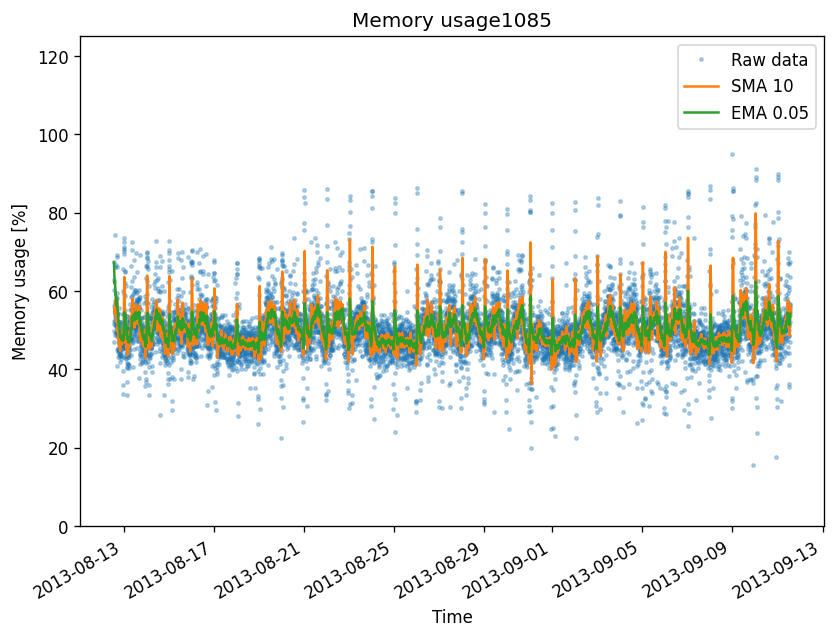 Memory usage1085
120
100
80
60
40
20
0
Memory usage [%]
Raw data
SMA 10
EMA 0.05
2013-08-13
2013-08-17
2013-08-21
2013-08-25
2013-08-29
2013-09-01
2013-09-05
2013-09-09
2013-09-13
Time